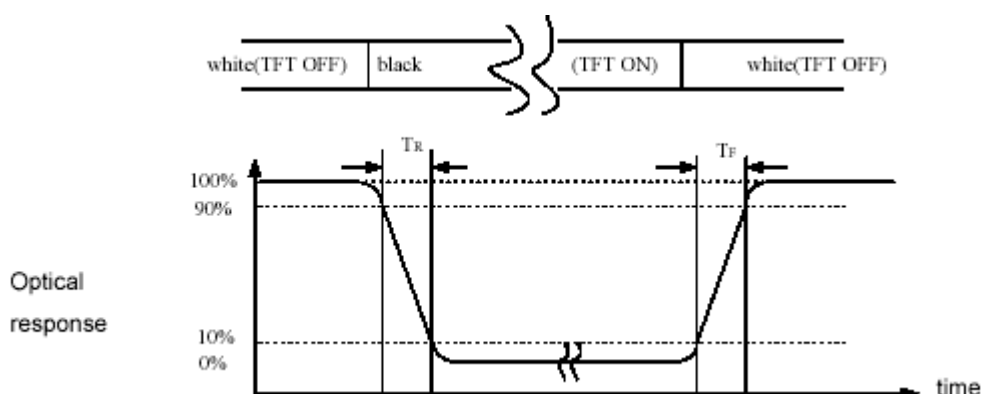 white(TFT OFF) black (TFT ON) white(TFT OFF)
TR TF
100%
90%
Optical
response
10%
0%
time